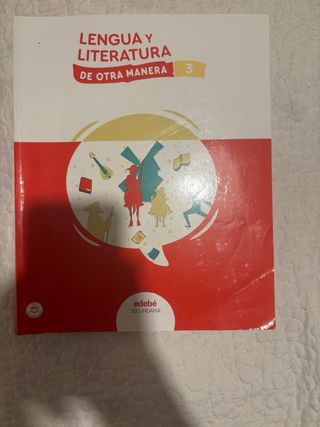 LENGUA Y
LITERATURA
DE OTRA MANERA 3
edebé
SECUNDARIA